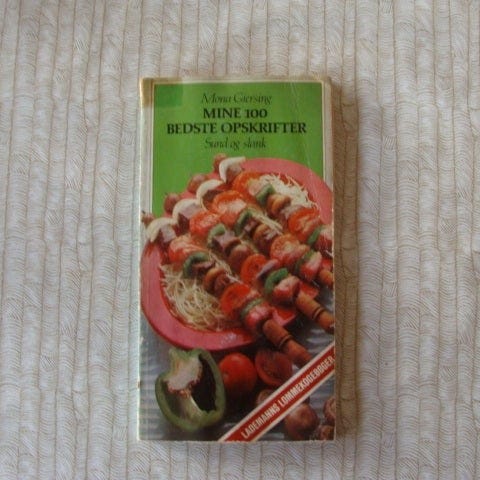 Mona Giersing
MINE 100
BEDSTE OPSKRIFTER
Sund og slank
LADEMANNS LOMMEKOGEBØGER